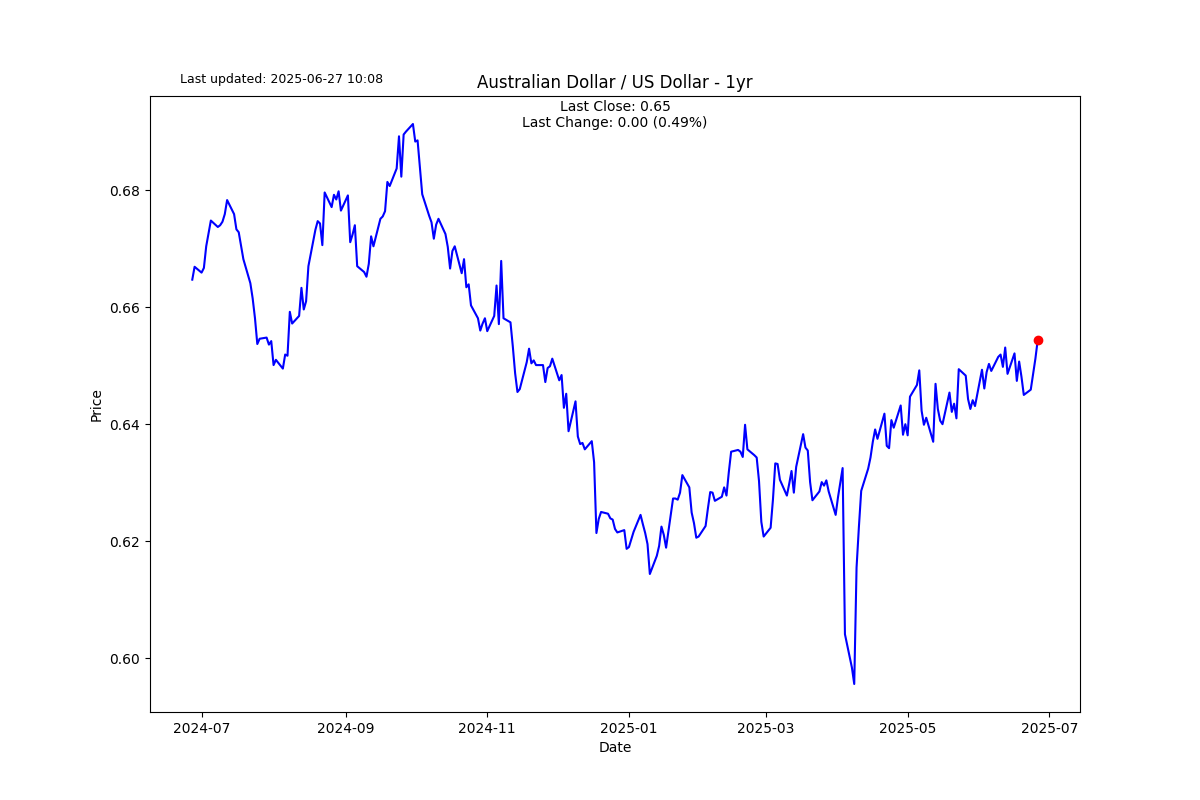 Last updated: 2025-06-27 10:08
Australian Dollar / US Dollar - 1yr
Last Close: 0.65
Last Change: 0.00 (0.49%)
Price
0.68
0.66
0.64
0.62
0.60
2024-07
2024-09
2024-11
2025-01
2025-03
2025-05
2025-07
Date